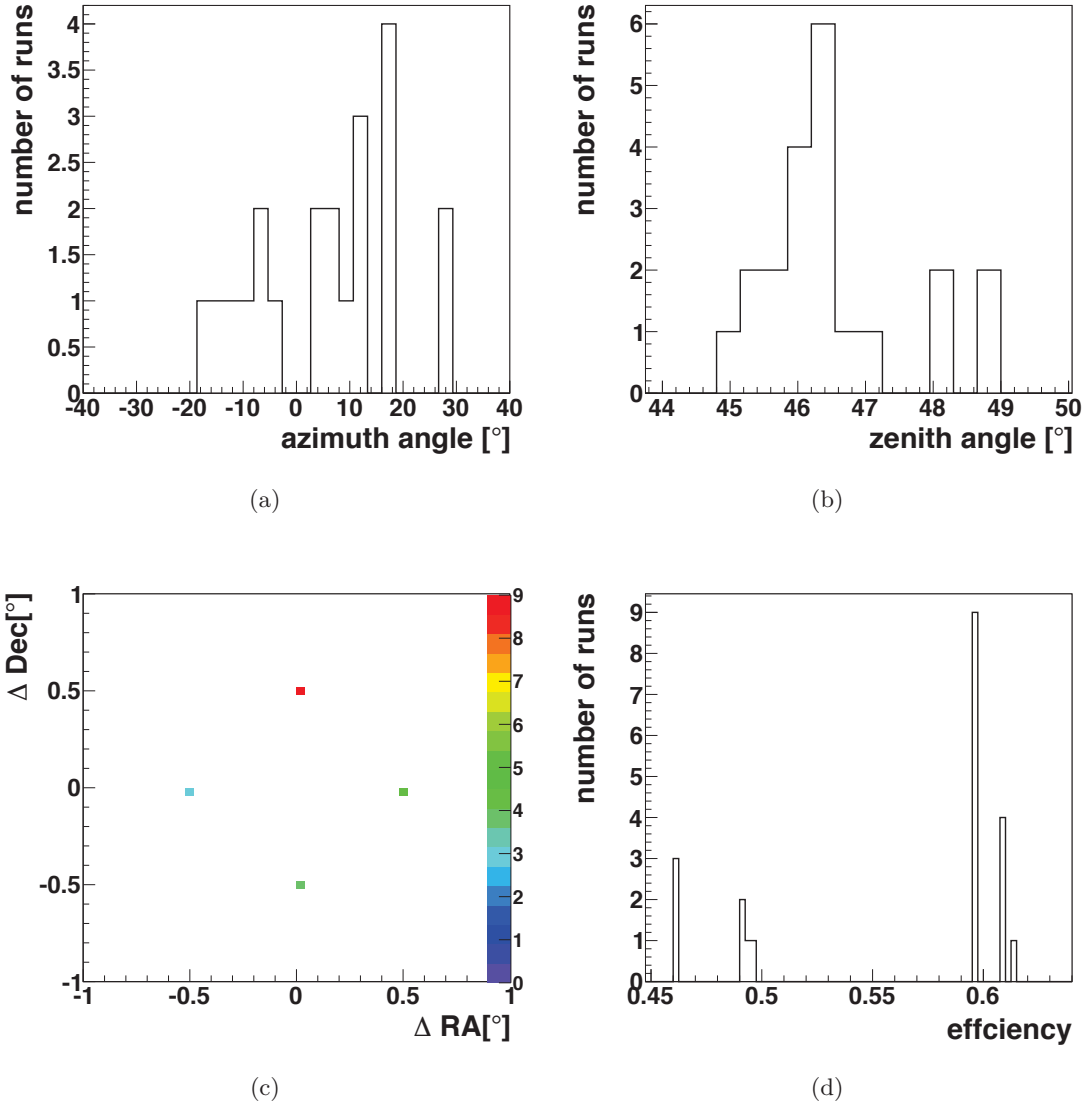 number of runs
4
3.5
3
2.5
2
1.5
1
0.5
0
-40 -30 -20 -10 0 10 20 30 40
azimuth angle [°]
(a)
number of runs
6
5
4
3
2
1
0
44 45 46 47 48 49 50
zenith angle [°]
(b)
Δ Dec[°]
1
0.5
0
-0.5
-1
-1 -0.5 0 0.5 1
Δ RA[°]
9
8
7
6
5
4
3
2
1
0
(c)
number of runs
9
8
7
6
5
4
3
2
1
0
0.45 0.5 0.55 0.6
effciency
(d)